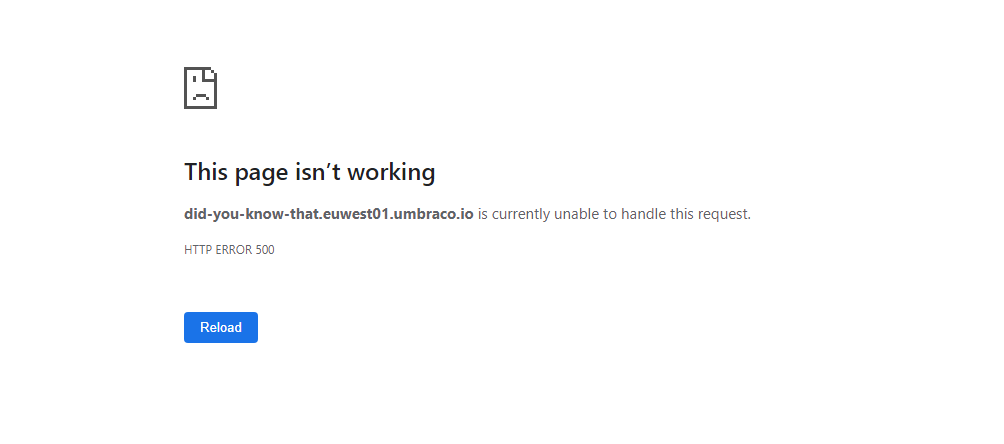 This page isn’t working
did-you-know-that.euwest01.umbraco.io is currently unable to handle this request.
HTTP ERROR 500
Reload